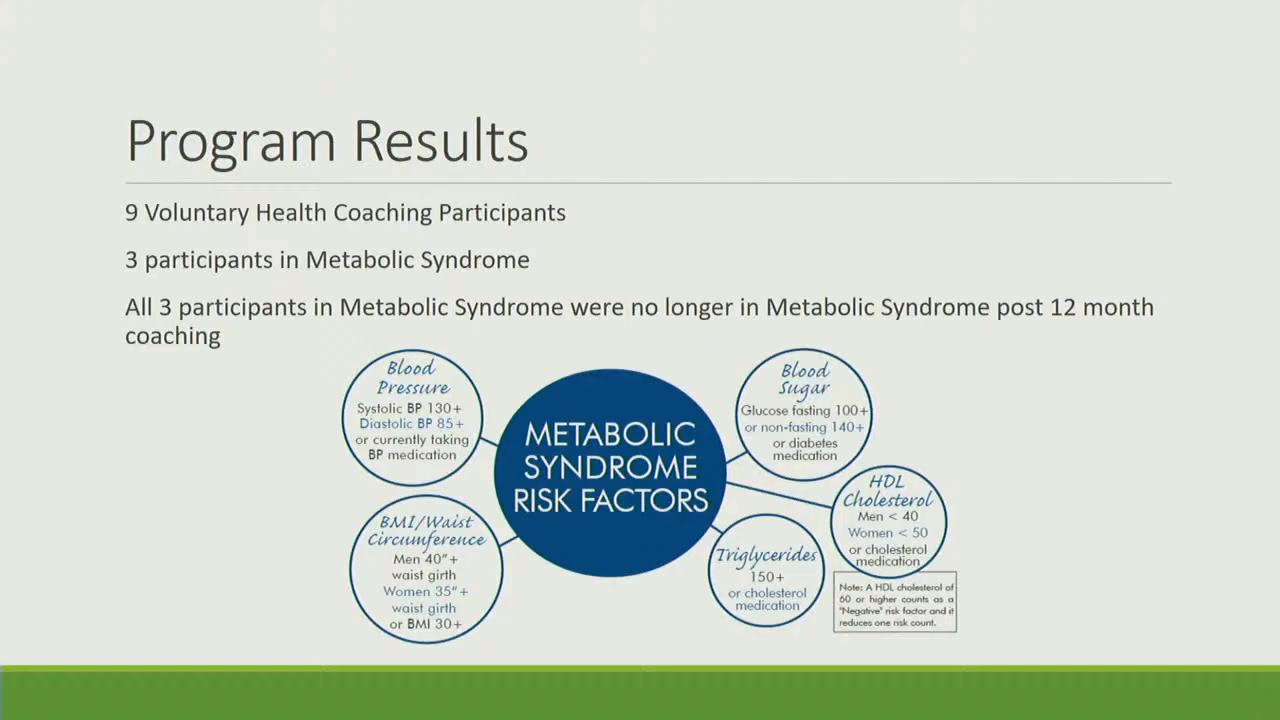 Program Results
9 Voluntary Health Coaching Participants
3 participants in Metabolic Syndrome
All 3 participants in Metabolic Syndrome were no longer in Metabolic Syndrome post 12 month
coaching
Blood
Pressure
Systolic BP 130+
Diastolic BP 85+
or currently taking
BP medication
METABOLIC
SYNDROME
RISK FACTORS
Blood
Sugar
Glucose fasting 100+
or non-fasting 140+
or diabetes
medication
HDL
Cholesterol
Men < 40
Women < 50
or cholesterol
medication
BMI/Waist
Circumference
Men 40"+
waist girth
Women 35"+
waist girth
or BMI 30+
Triglycerides
150+
or cholesterol
medication
Note: A HDL cholesterol of
60 or higher counts as a
"Negative" risk factor and it
reduces one risk count.